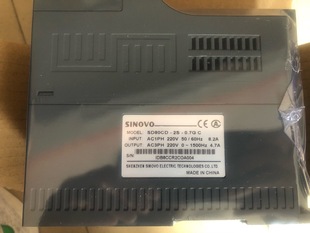 SINOVO
MODEL: SD80CD - 2S - 0.7G C
INPUT: AC1PH 220V 50 / 60Hz 8.2A
OUTPUT: AC3PH 220V 0 ~ 1500Hz 4.7A
S/N:
SHENZHEN SINOVO ELECTRIC TECHNOLOGIES CO.,LTD
MADE IN CHINA